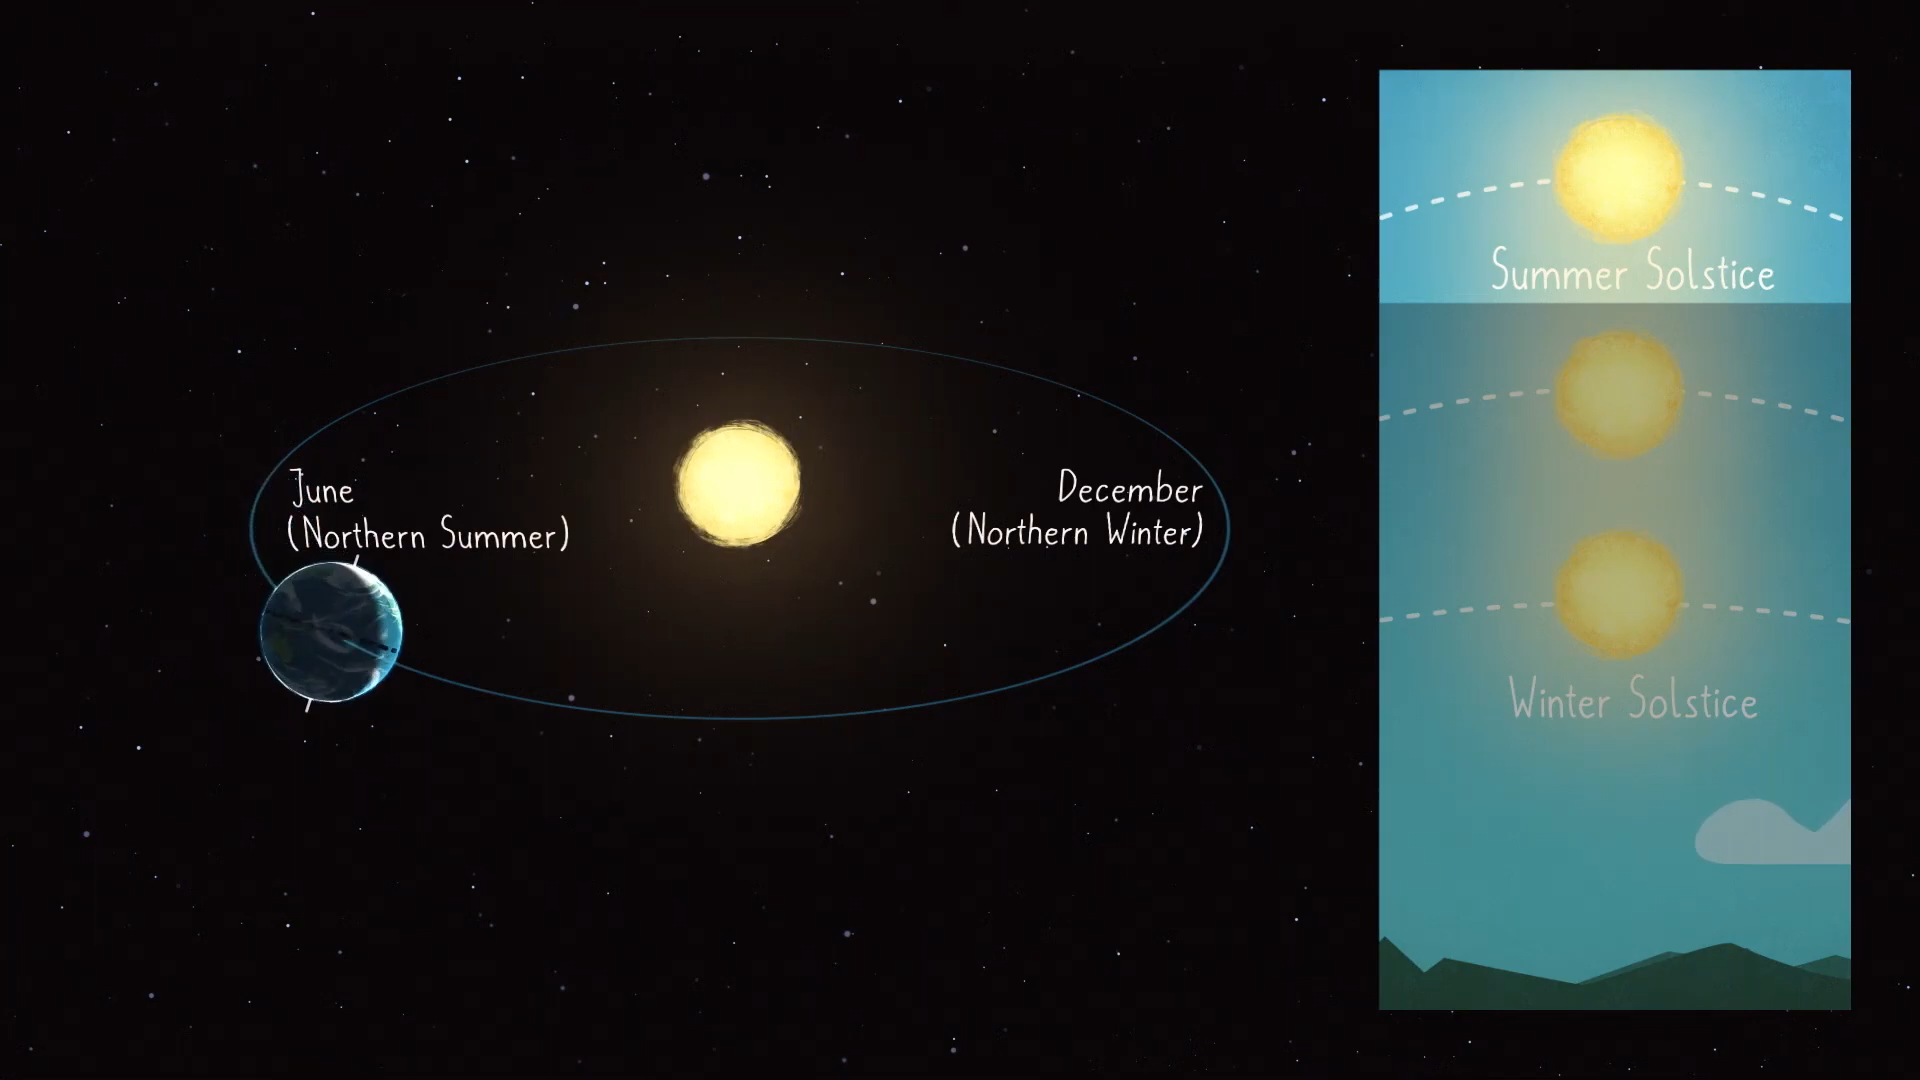 June
(Northern Summer)
December
(Northern Winter)
Summer Solstice
Winter Solstice